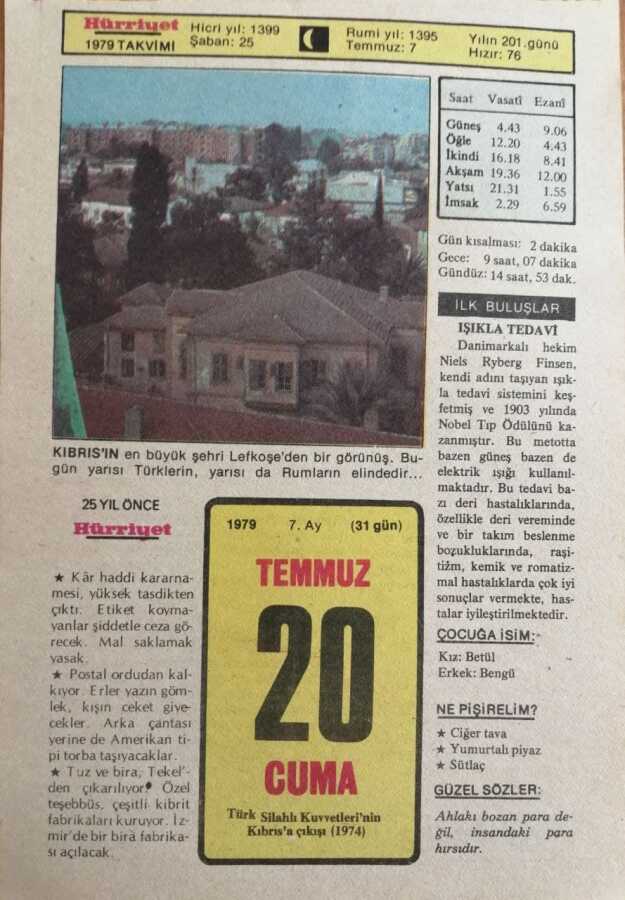 Hürriyet
1979 TAKVİMİ
Hicri yıl: 1399
Şaban: 25
Rumi yıl: 1395
Temmuz: 7
Yılın 201.günü
Hızır: 76
Saat Vasatî Ezanî
Güneş 4.43 9.06
Öğle 12.20 4.43
İkindi 16.18 8.41
Akşam 19.36 12.00
Yatsı 21.31 1.55
İmsak 2.29 6.59
Gün kısalması: 2 dakika
Gece: 9 saat, 07 dakika
Gündüz: 14 saat, 53 dak.
KIBRIS'IN en büyük şehri Lefkoşe'den bir görünüş. Bu-
gün yarısı Türklerin, yarısı da Rumların elindedir...
İLK BULUŞLAR
IŞIKLA TEDAVİ
Danimarkalı hekim
Niels Ryberg Finsen,
kendi adını taşıyan ışık-
la tedavi sistemini keş-
fetmiş ve 1903 yılında
Nobel Tıp Ödülünü ka-
zanmıştır. Bu metotta
bazen güneş bazen de
elektrik ışığı kullanıl-
maktadır. Bu tedavi ba-
zı deri hastalıklarında,
özellikle deri vereminde
ve bir takım beslenme
bozukluklarında, raşi-
tizm, kemik ve romatiz-
mal hastalıklarda çok iyi
sonuçlar vermekte, has-
talar iyileştirilmektedir.
25 YIL ÖNCE
Hürriyet
★ Kâr haddi kararna-
mesi, yüksek tasdikten
çıktı. Etiket koyma-
yanlar şiddetle ceza gö-
recek. Mal saklamak
yasak.
★ Postal ordudan kal-
kıyor. Erler yazın göm-
lek, kışın ceket giye-
cekler. Arka çantası
yerine de Amerikan ti-
pi torba taşıyacaklar.
★ Tuz ve bira, Tekel'-
den çıkarılıyor. Özel
teşebbüs, çeşitli kibrit
fabrikaları kuruyor. İz-
mir'de bir bira fabrika-
sı açılacak.
1979 7. Ay (31 gün)
TEMMUZ
20
CUMA
Türk Silahlı Kuvvetleri'nin
Kıbrıs'a çıkışı (1974)
ÇOCUĞA İSİM:
Kız: Betül
Erkek: Bengü
NE PİŞİRELİM?
★ Ciğer tava
★ Yumurtalı piyaz
★ Sütlaç
GÜZEL SÖZLER:
Ahlakı bozan para de-
ğil, insandaki para
hırsıdır.